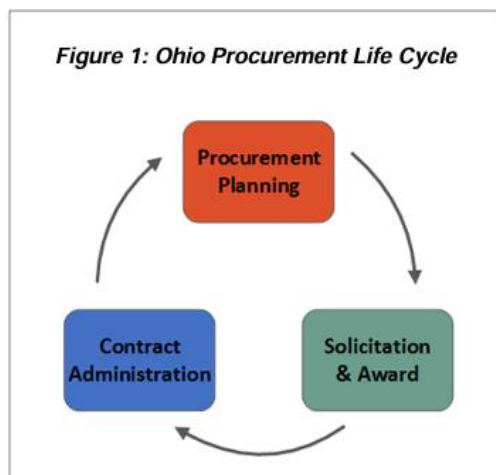 Figure 1: Ohio Procurement Life Cycle
Procurement
Planning
Contract
Administration
Solicitation
& Award